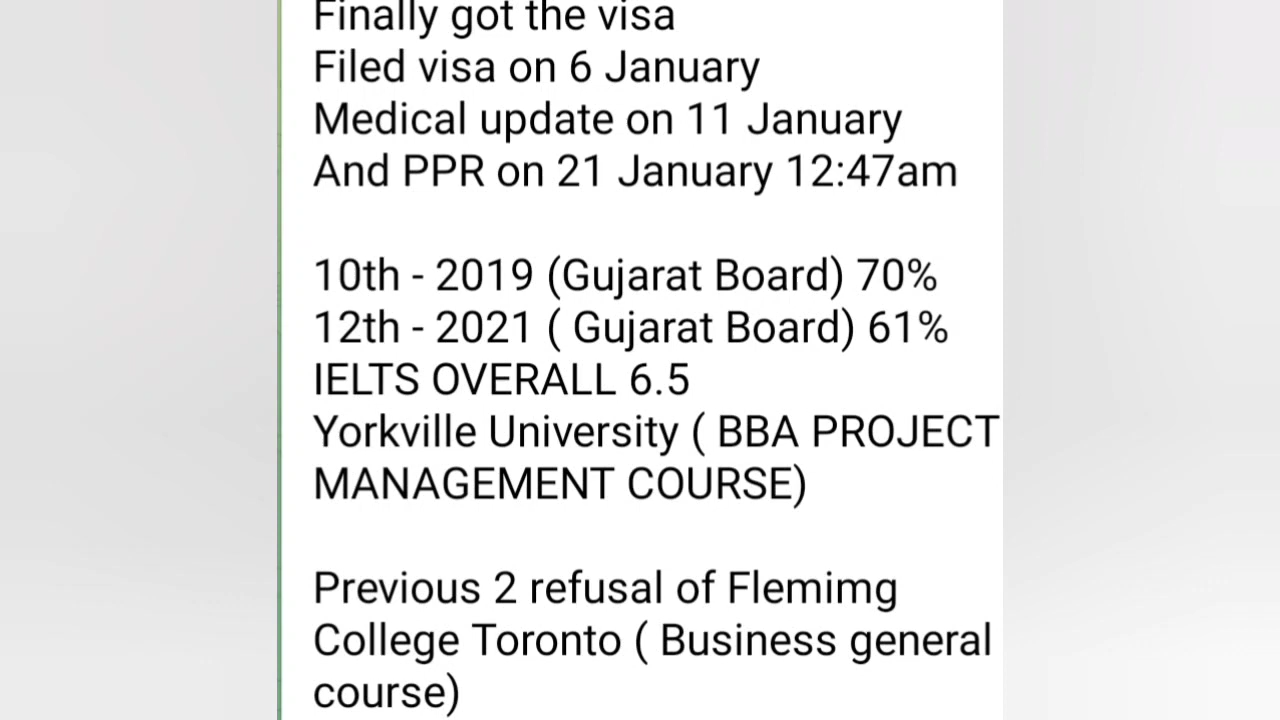 Finally got the visa
Filed visa on 6 January
Medical update on 11 January
And PPR on 21 January 12:47am
10th - 2019 (Gujarat Board) 70%
12th - 2021 ( Gujarat Board) 61%
IELTS OVERALL 6.5
Yorkville University ( BBA PROJECT
MANAGEMENT COURSE)
Previous 2 refusal of Flemimg
College Toronto ( Business general
course)